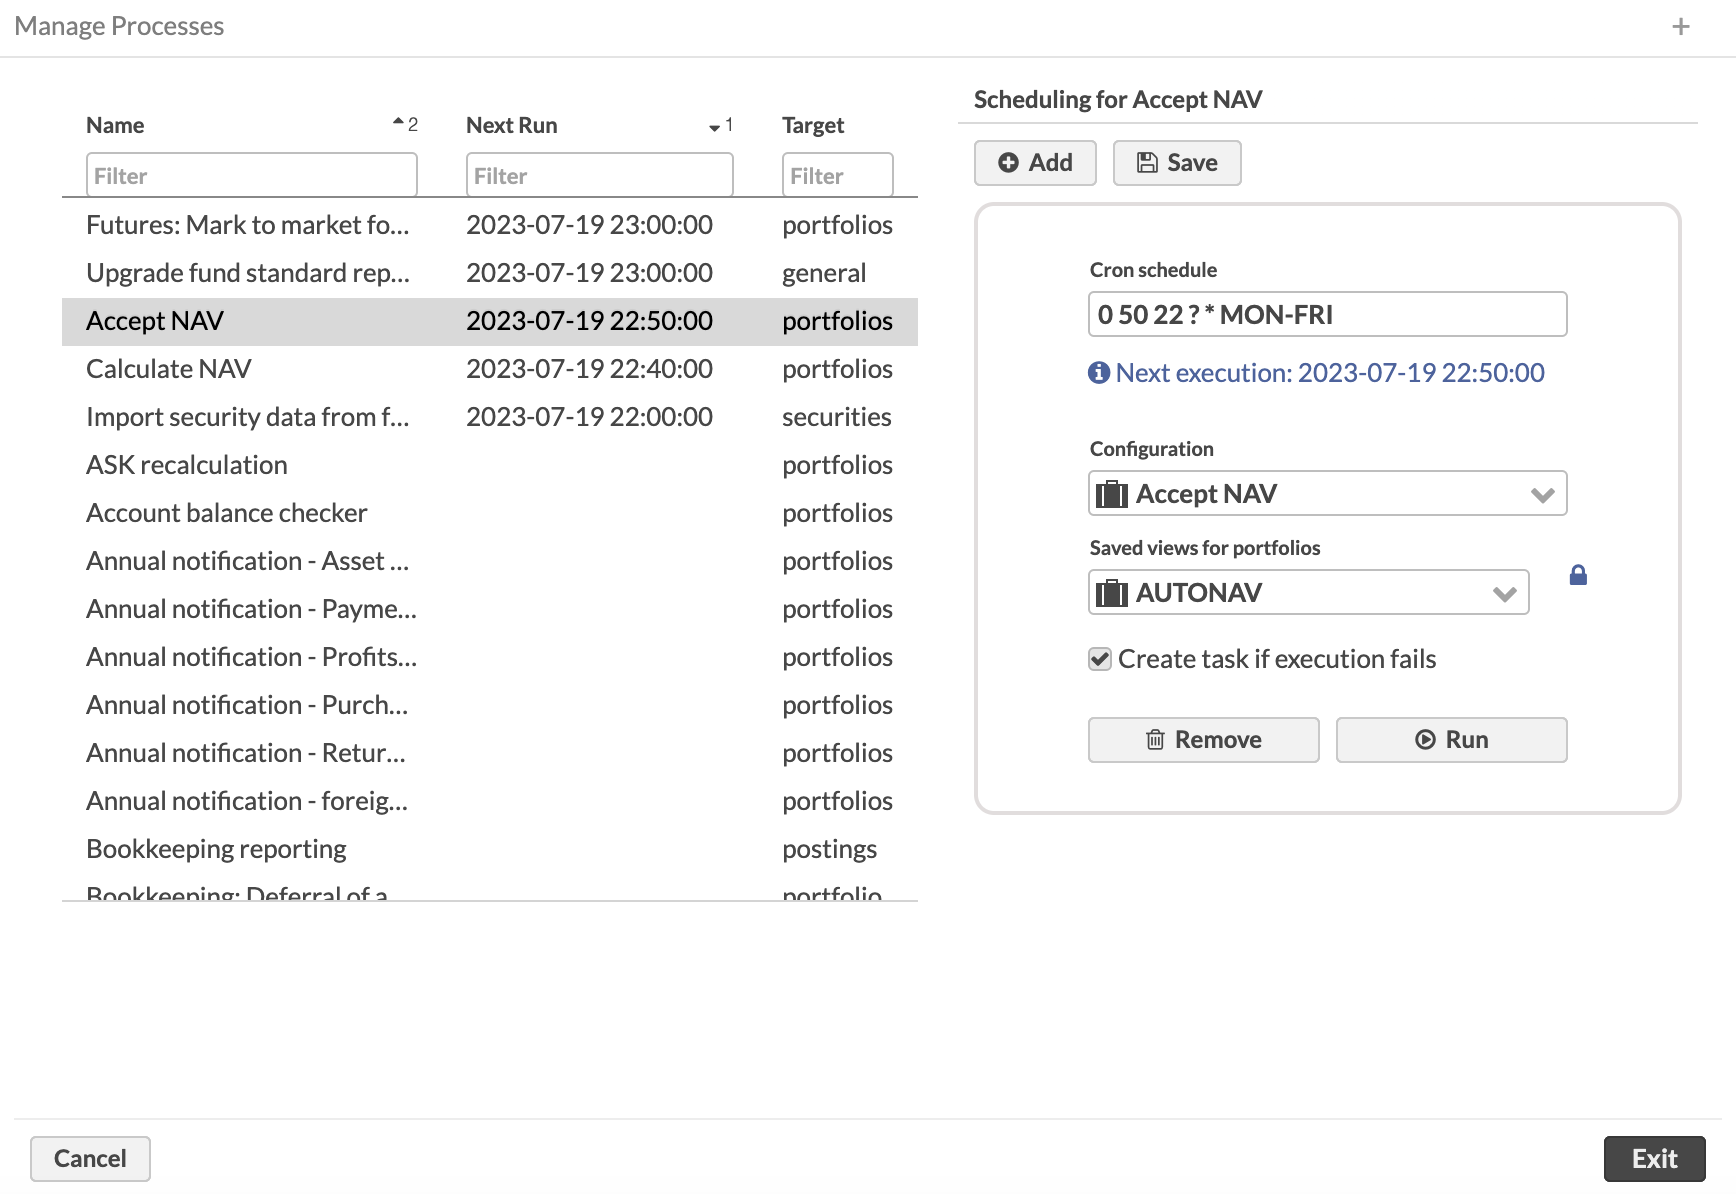 Manage Processes +
Name 2 Next Run 1 Target
Filter Filter Filter
Futures: Mark to market fo... 2023-07-19 23:00:00 portfolios
Upgrade fund standard rep... 2023-07-19 23:00:00 general
Accept NAV 2023-07-19 22:50:00 portfolios
Calculate NAV 2023-07-19 22:40:00 portfolios
Import security data from f... 2023-07-19 22:00:00 securities
ASK recalculation portfolios
Account balance checker portfolios
Annual notification - Asset ... portfolios
Annual notification - Payme... portfolios
Annual notification - Profits... portfolios
Annual notification - Purch... portfolios
Annual notification - Retur... portfolios
Annual notification - foreig... portfolios
Bookkeeping reporting postings
Bookkeeping: Deferral of a portfolio
Scheduling for Accept NAV
Add Save
Cron schedule
0 50 22 ? * MON-FRI
Next execution: 2023-07-19 22:50:00
Configuration
Accept NAV
Saved views for portfolios
AUTONAV
Create task if execution fails
Remove Run
Cancel Exit